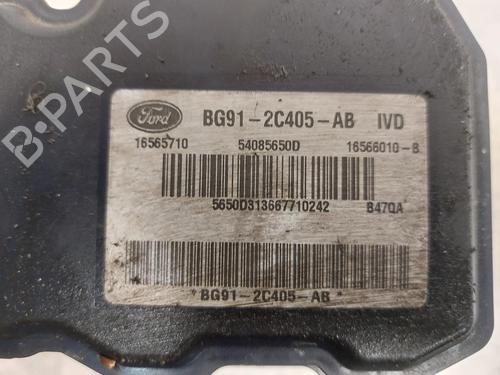 Ford BG91-2C405-AB IVD
16565710 54085650D 16566010-B
5650D313667710242 B47QA
*BG91-2C405-AB*
B-PARTS